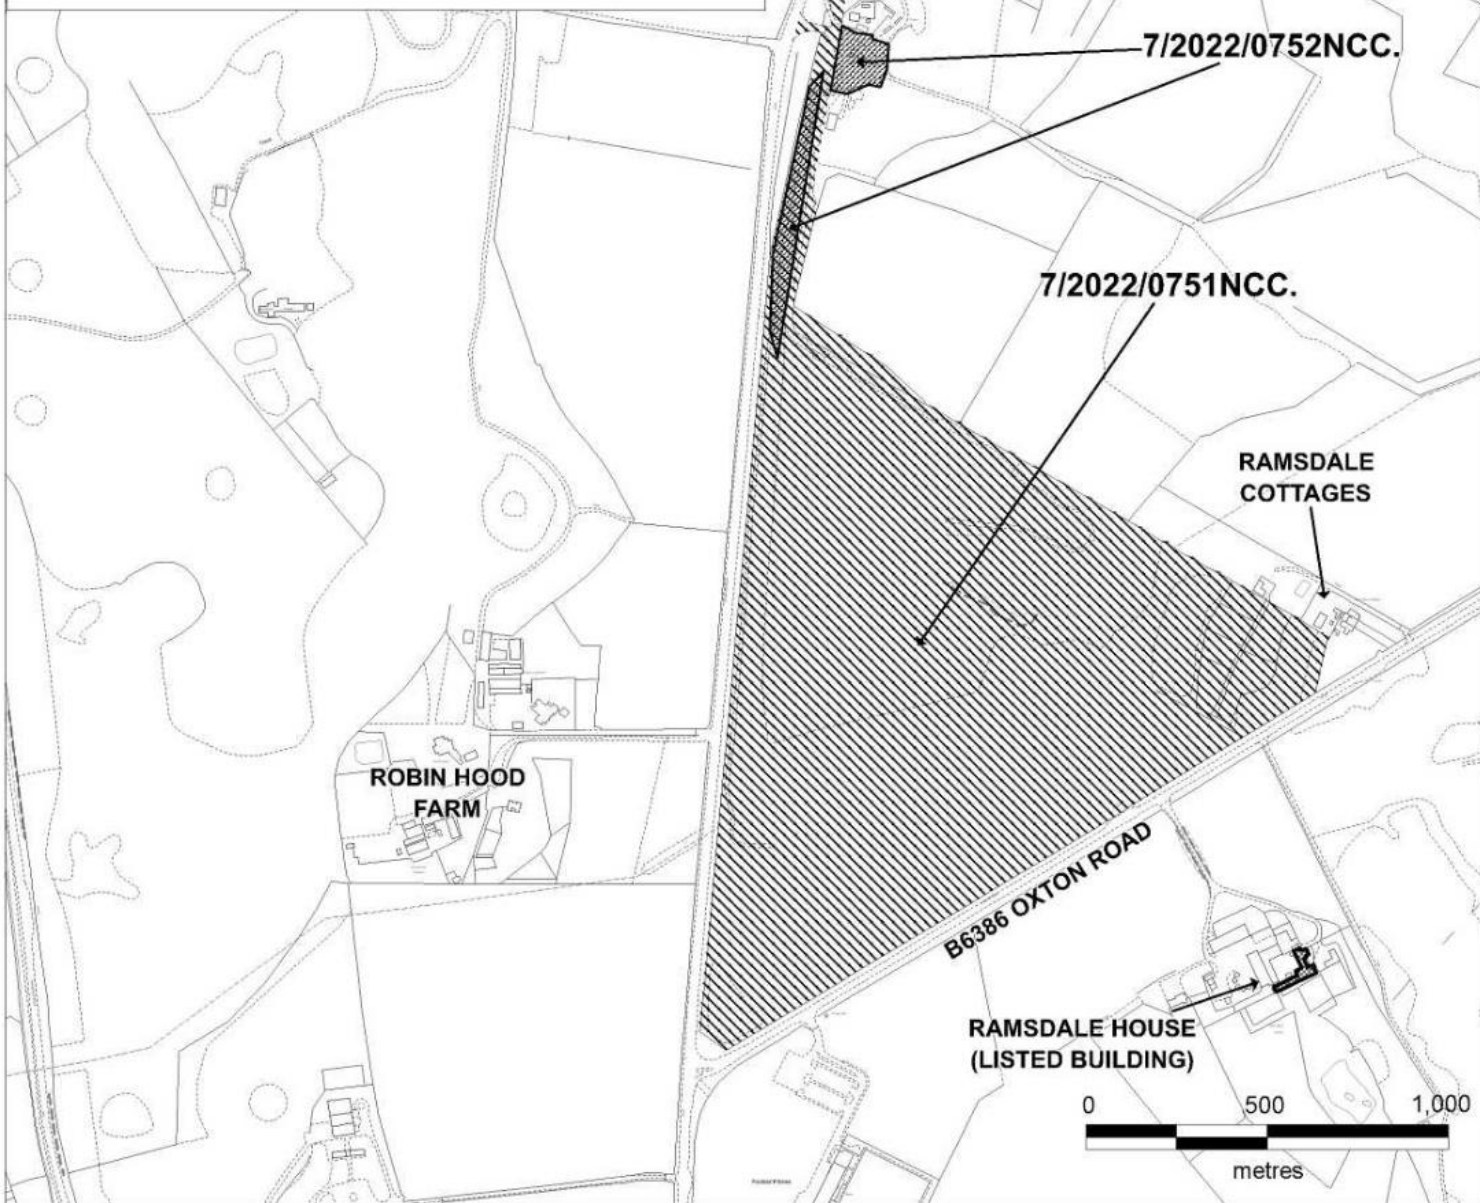 7/2022/0752NCC.
7/2022/0751NCC.
RAMSDALE
COTTAGES
ROBIN HOOD
FARM
B6386 OXTON ROAD
RAMSDALE HOUSE
(LISTED BUILDING)
0 500 1,000
metres